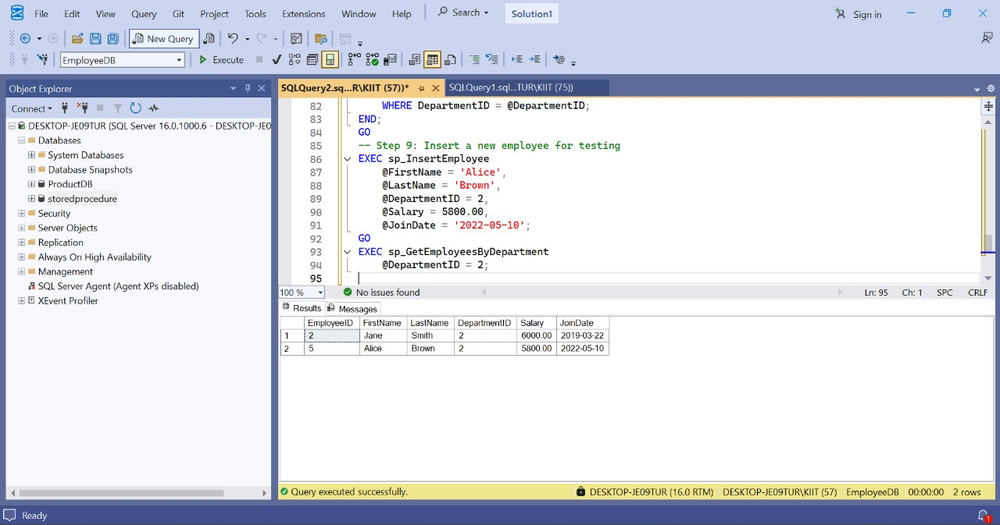 File Edit View Query Git Project Tools Extensions Window Help Search Solution1 Sign in
New Query
EmployeeDB Execute
Object Explorer
Connect
DESKTOP-JE09TUR (SQL Server 16.0.1000.6 - DESKTOP-JE0
Databases
System Databases
Database Snapshots
ProductDB
storedprocedure
Security
Server Objects
Replication
Always On High Availability
Management
SQL Server Agent (Agent XPs disabled)
XEvent Profiler
SQLQuery2.sq...R\KIIT (57))* SQLQuery1.sql...TUR\KIIT (75))
82 WHERE DepartmentID = @DepartmentID;
83 END;
84 GO
85 -- Step 9: Insert a new employee for testing
86 EXEC sp_InsertEmployee
87 @FirstName = 'Alice',
88 @LastName = 'Brown',
89 @DepartmentID = 2,
90 @Salary = 5800.00,
91 @JoinDate = '2022-05-10';
92 GO
93 EXEC sp_GetEmployeesByDepartment
94 @DepartmentID = 2;
95
100 % No issues found Ln: 95 Ch: 1 SPC CRLF
Results Messages
EmployeeID FirstName LastName DepartmentID Salary JoinDate
1 2 Jane Smith 2 6000.00 2019-03-22
2 5 Alice Brown 2 5800.00 2022-05-10
Query executed successfully. DESKTOP-JE09TUR (16.0 RTM) DESKTOP-JE09TUR\KIIT (57) EmployeeDB 00:00:00 2 rows
Ready 1